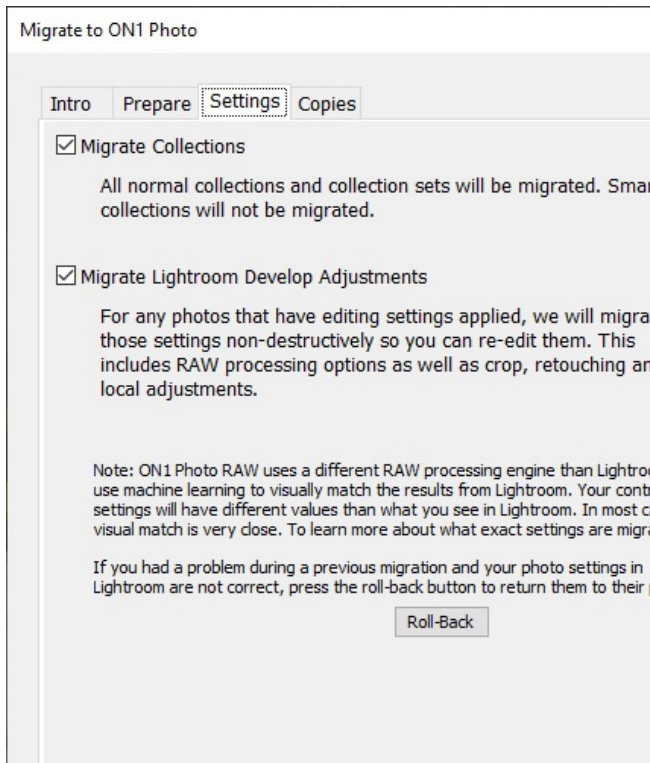 Migrate to ON1 Photo
Intro Prepare Settings Copies
Migrate Collections
All normal collections and collection sets will be migrated. Smar
collections will not be migrated.
Migrate Lightroom Develop Adjustments
For any photos that have editing settings applied, we will migra
those settings non-destructively so you can re-edit them. This
includes RAW processing options as well as crop, retouching an
local adjustments.
Note: ON1 Photo RAW uses a different RAW processing engine than Lightroo
use machine learning to visually match the results from Lightroom. Your contr
settings will have different values than what you see in Lightroom. In most ca
visual match is very close. To learn more about what exact settings are migra
If you had a problem during a previous migration and your photo settings in
Lightroom are not correct, press the roll-back button to return them to their
Roll-Back